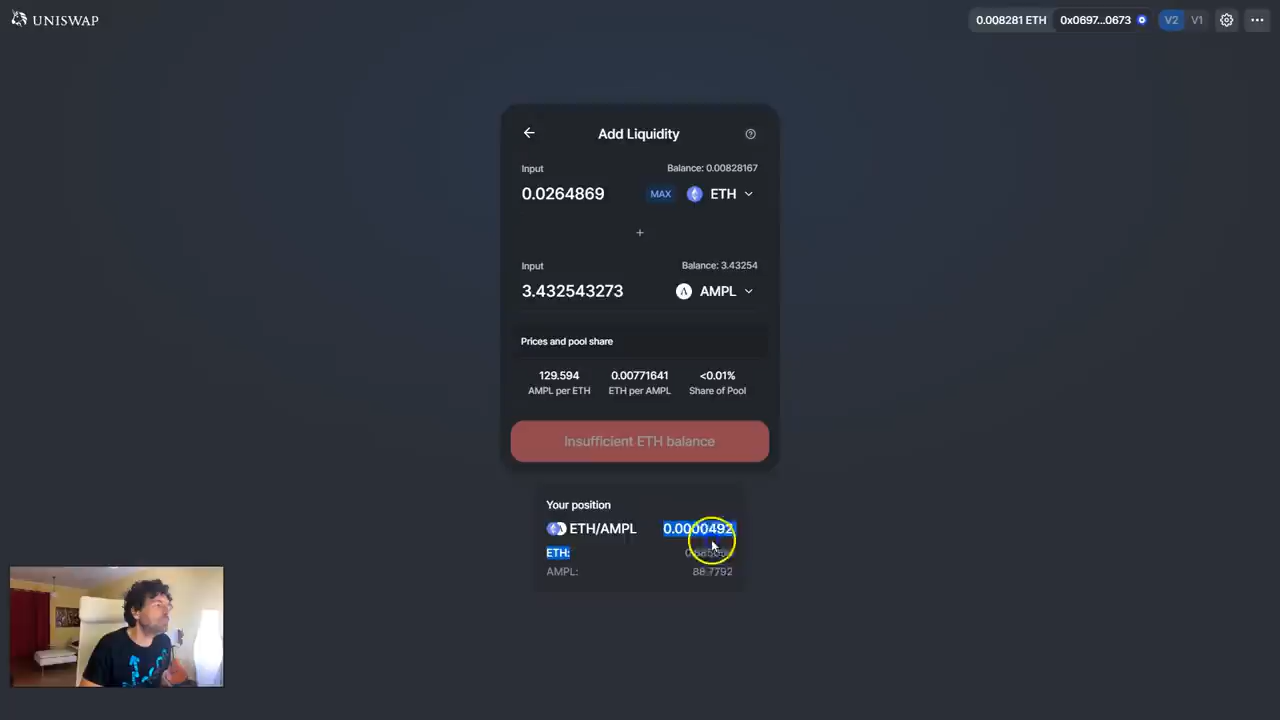 UNISWAP
0.008281 ETH 0x0697...0673 V2 V1
Add Liquidity
Input Balance: 0.00828167
0.0264869 MAX ETH
+
Input Balance: 3.43254
3.432543273 AMPL
Prices and pool share
129.594 0.00771641 <0.01%
AMPL per ETH ETH per AMPL Share of Pool
Insufficient ETH balance
Your position
ETH/AMPL 0.0000492
ETH:
AMPL: 88.7792